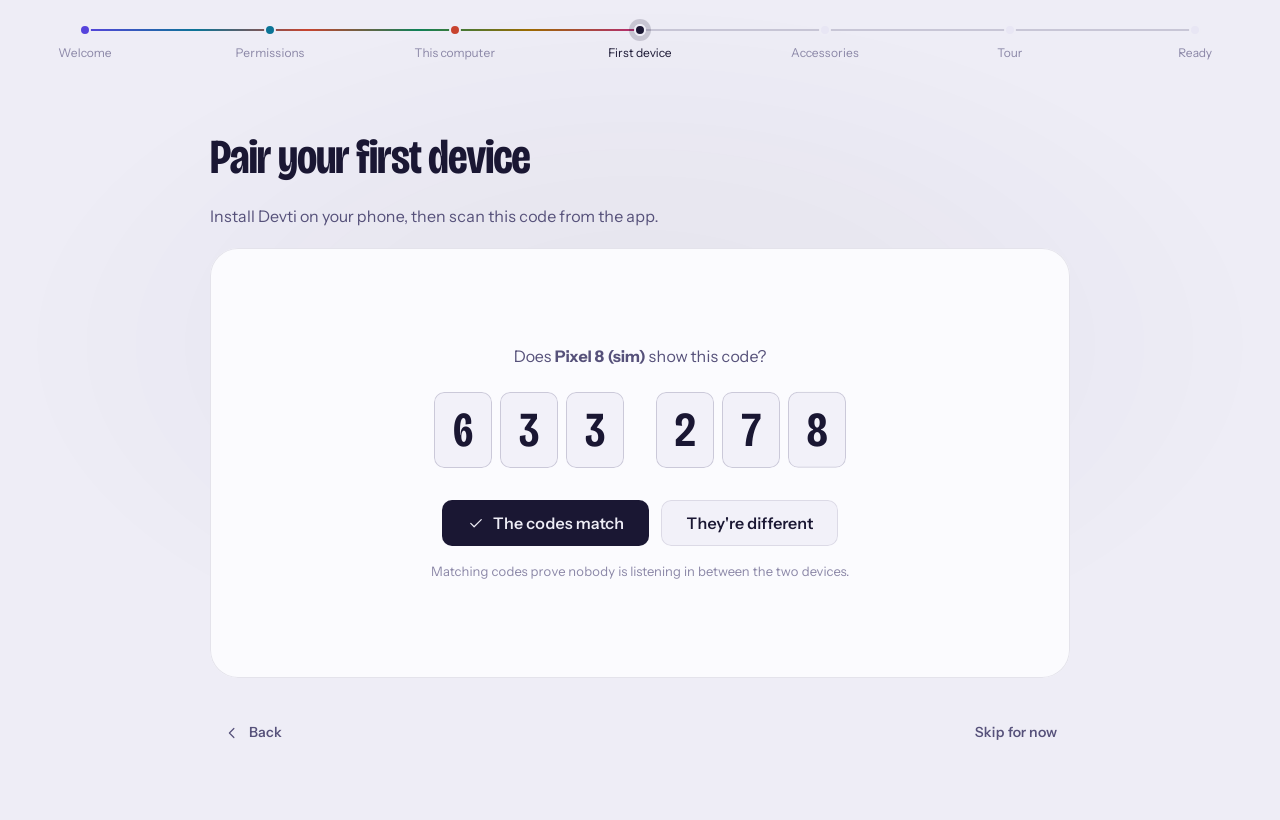 Welcome
Permissions
This computer
First device
Accessories
Tour
Ready
Pair your first device
Install Devti on your phone, then scan this code from the app.
Does Pixel 8 (sim) show this code?
6 3 3 2 7 8
The codes match
They're different
Matching codes prove nobody is listening in between the two devices.
Back
Skip for now